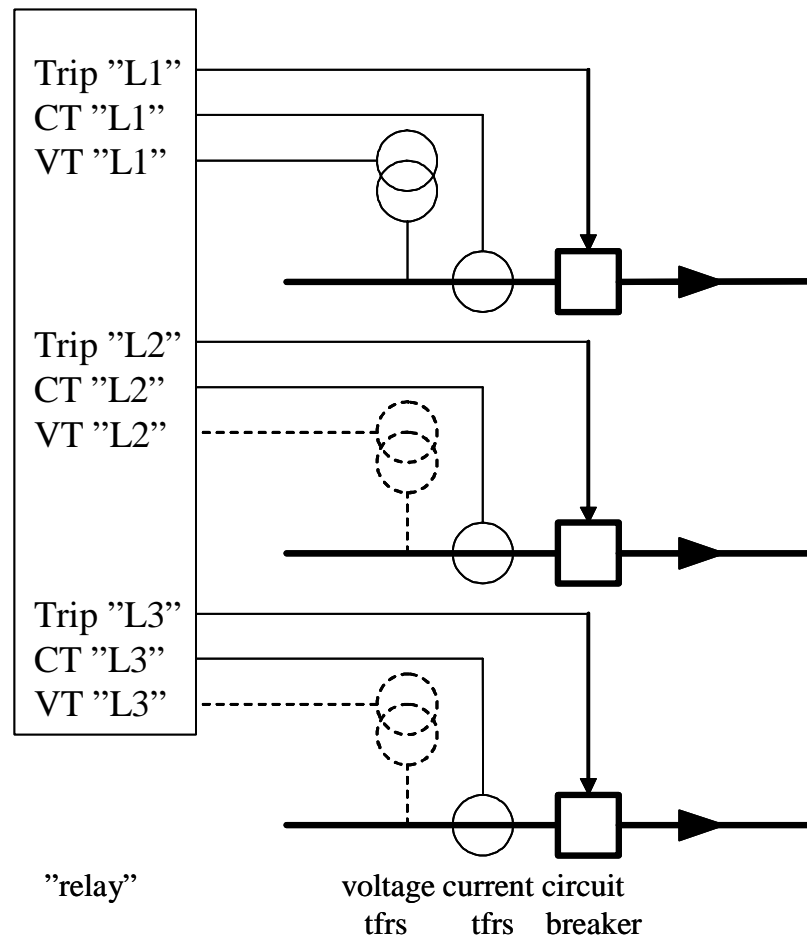 Trip ”L1”
CT ”L1”
VT ”L1”
Trip ”L2”
CT ”L2”
VT ”L2”
Trip ”L3”
CT ”L3”
VT ”L3”
”relay”
voltage current circuit
tfrs tfrs breaker